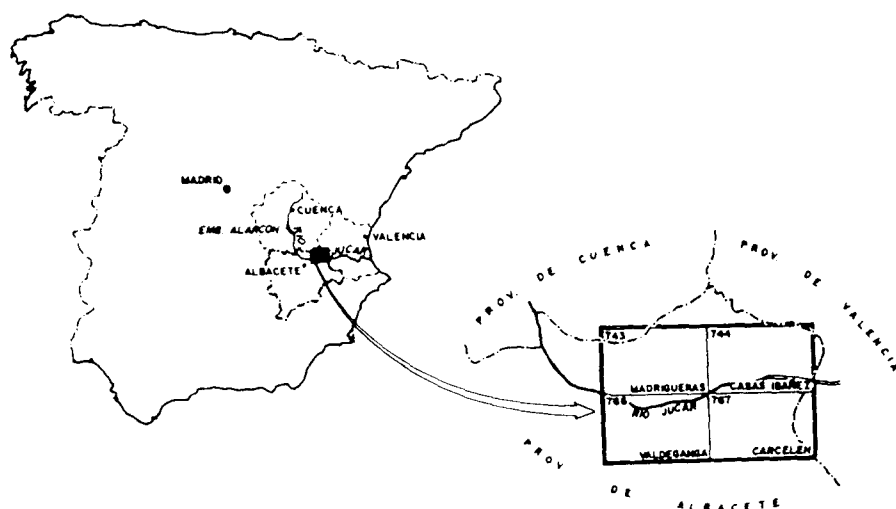 MADRID
CUENCA
EMB. ALARCON
VALENCIA
JUCAR
ALBACETE
PROV. DE CUENCA
PROV. DE VALENCIA
743
744
MADRIGUERAS
CASAS IBAÑEZ
766
767
RIO JUCAR
VALDEGANGA
CARCELEN
PROV DE ALBACETE